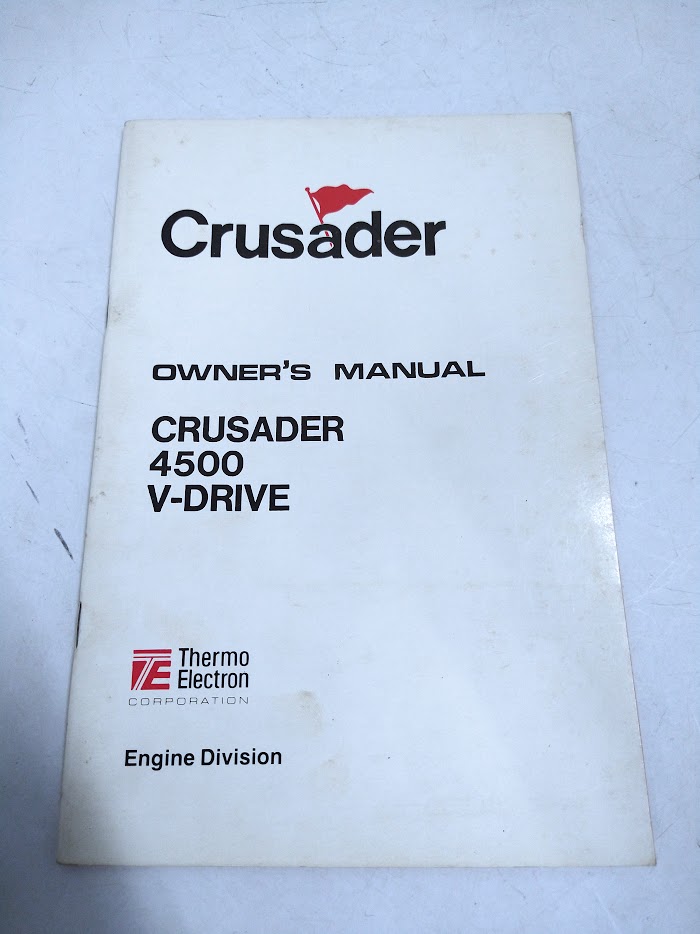 Crusader
OWNER'S MANUAL
CRUSADER
4500
V-DRIVE
TE Thermo
Electron
CORPORATION
Engine Division